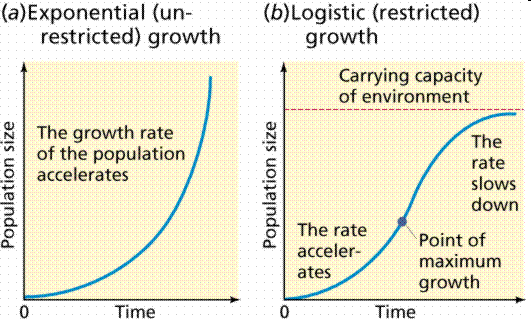 (a)Exponential (un-
restricted) growth
Population size
The growth rate
of the population
accelerates
0
Time
(b)Logistic (restricted)
growth
Population size
Carrying capacity
of environment
The
rate
slows
down
The rate
acceler-
ates
Point of
maximum
growth
0
Time